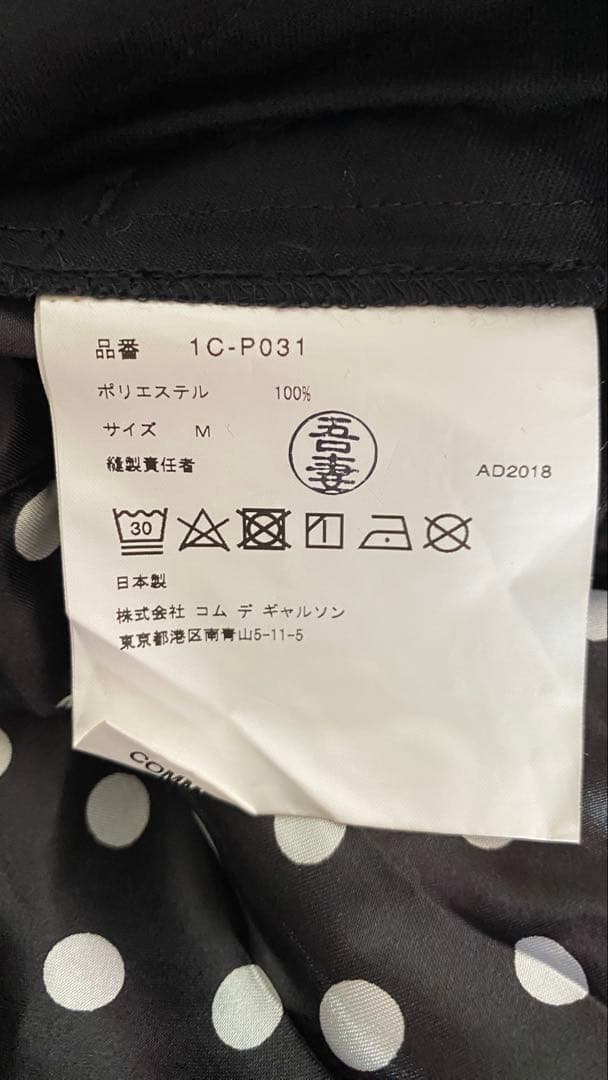 品番 1C-P031
ポリエステル 100%
サイズ M
吾妻
縫製責任者
AD2018
30
日本製
株式会社 コム デ ギャルソン
東京都港区南青山5-11-5
COMM